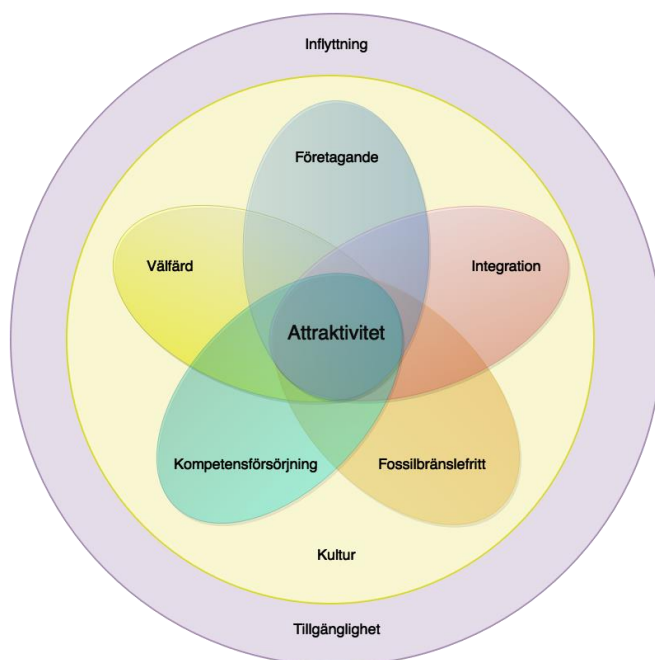 Inflyttning
Företagande
Välfärd
Integration
Attraktivitet
Kompetensförsörjning
Fossilbränslefritt
Kultur
Tillgänglighet